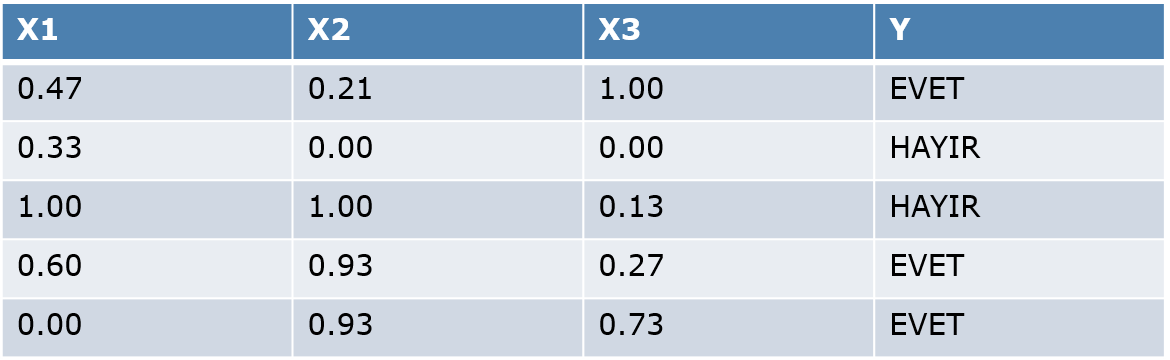 X1 X2 X3 Y
0.47 0.21 1.00 EVET
0.33 0.00 0.00 HAYIR
1.00 1.00 0.13 HAYIR
0.60 0.93 0.27 EVET
0.00 0.93 0.73 EVET